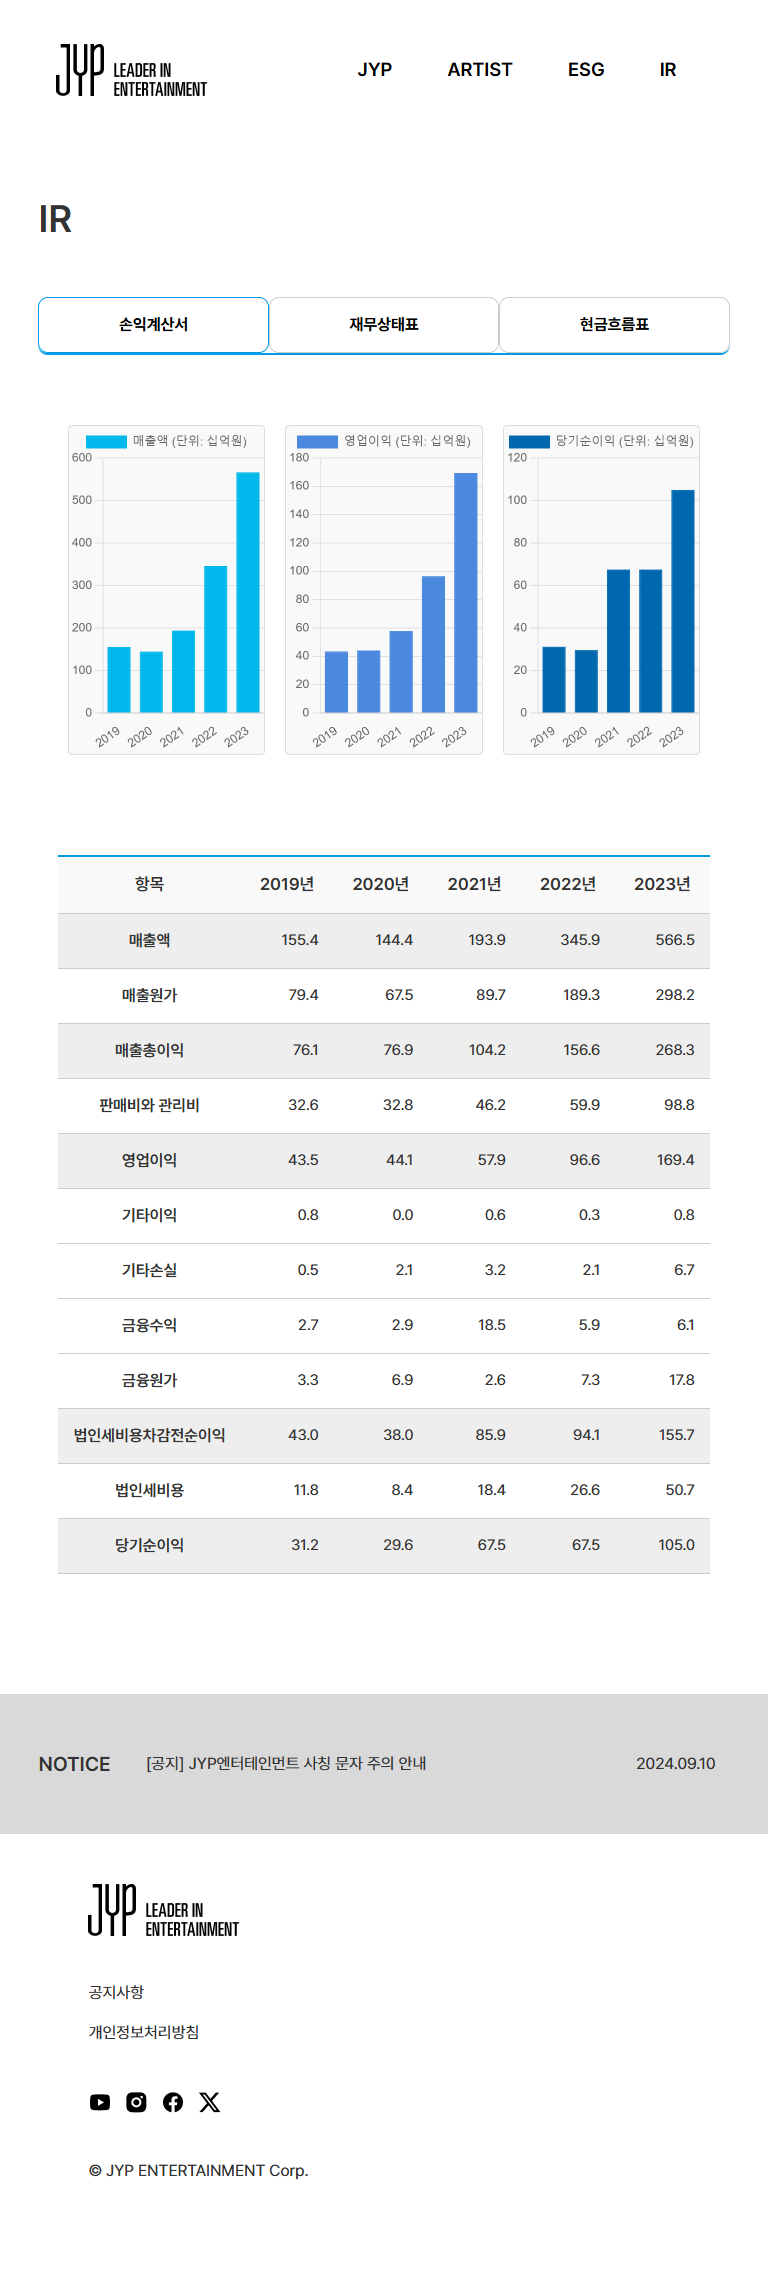 JYP LEADER IN
ENTERTAINMENT
JYP ARTIST ESG IR
IR
손익계산서 재무상태표 현금흐름표
매출액 (단위: 십억원)
600
500
400
300
200
100
0
2019 2020 2021 2022 2023
영업이익 (단위: 십억원)
180
160
140
120
100
80
60
40
20
0
2019 2020 2021 2022 2023
당기순이익 (단위: 십억원)
120
100
80
60
40
20
0
2019 2020 2021 2022 2023
항목 2019년 2020년 2021년 2022년 2023년
매출액 155.4 144.4 193.9 345.9 566.5
매출원가 79.4 67.5 89.7 189.3 298.2
매출총이익 76.1 76.9 104.2 156.6 268.3
판매비와 관리비 32.6 32.8 46.2 59.9 98.8
영업이익 43.5 44.1 57.9 96.6 169.4
기타이익 0.8 0.0 0.6 0.3 0.8
기타손실 0.5 2.1 3.2 2.1 6.7
금융수익 2.7 2.9 18.5 5.9 6.1
금융원가 3.3 6.9 2.6 7.3 17.8
법인세비용차감전순이익 43.0 38.0 85.9 94.1 155.7
법인세비용 11.8 8.4 18.4 26.6 50.7
당기순이익 31.2 29.6 67.5 67.5 105.0
NOTICE [공지] JYP엔터테인먼트 사칭 문자 주의 안내 2024.09.10
JYP LEADER IN
ENTERTAINMENT
공지사항
개인정보처리방침
© JYP ENTERTAINMENT Corp.